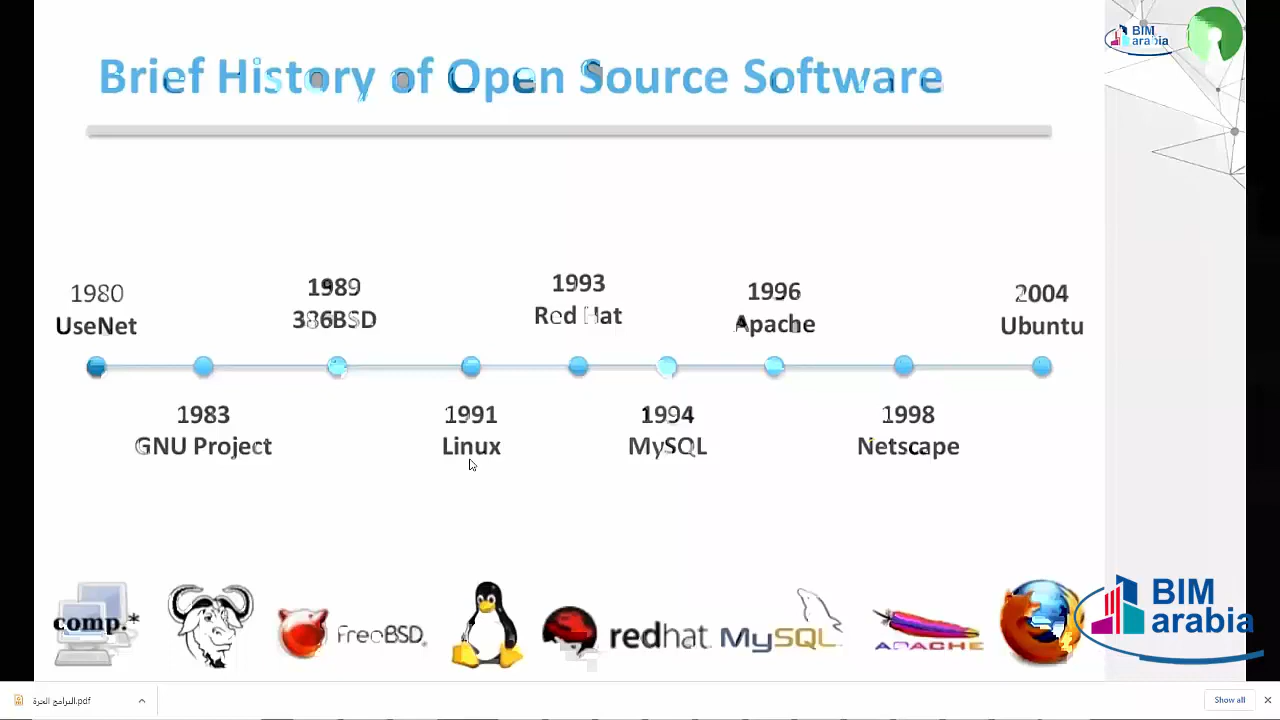 BIM
arabia
Brief History of Open Source Software
1980
UseNet
1989
386BSD
1993
Red Hat
1996
Apache
2004
Ubuntu
1983
GNU Project
1991
Linux
1994
MySQL
1998
Netscape
comp.*
FreeBSD
redhat.
MySQL
APACHE
BIM
arabia
البرامج الحرة.pdf
Show all